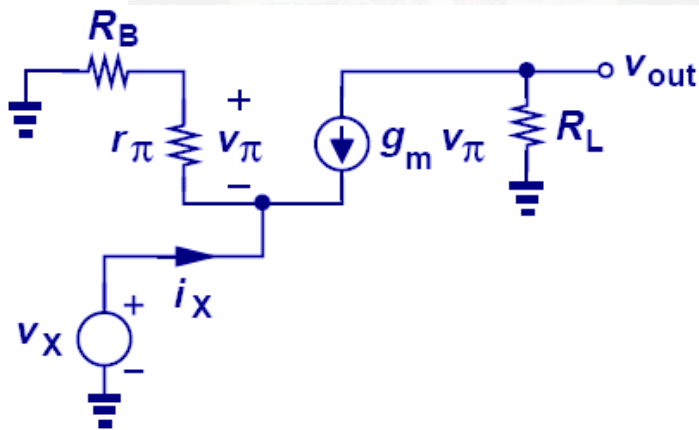 R_B
+
r_π v_π
−
g_m v_π
R_L
v_out
i_X
+
v_X
−